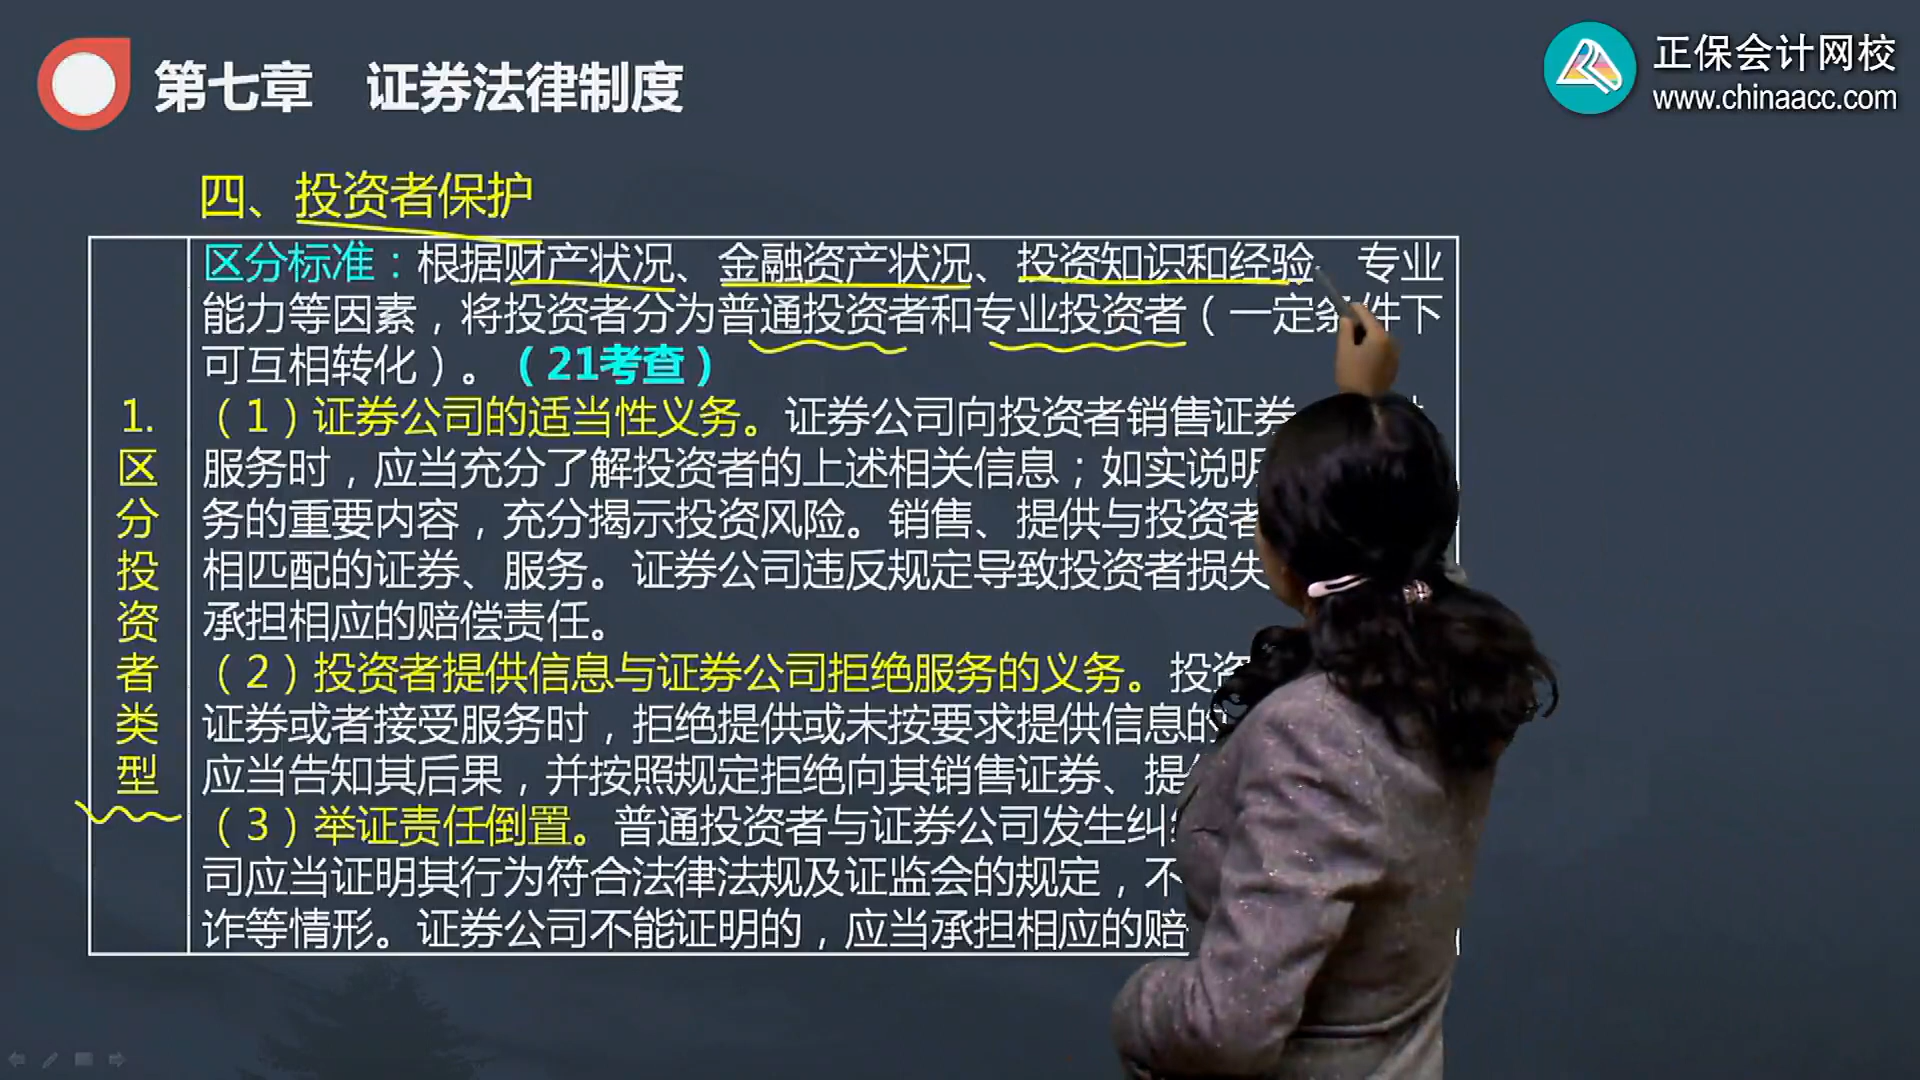 第七章 证券法律制度
正保会计网校
www.chinaacc.com
四、投资者保护
1.区分投资者类型
区分标准：根据财产状况、金融资产状况、投资知识和经验、专业
能力等因素，将投资者分为普通投资者和专业投资者（一定条件下
可互相转化）。（21考查）
（1）证券公司的适当性义务。证券公司向投资者销售证券
服务时，应当充分了解投资者的上述相关信息；如实说明
务的重要内容，充分揭示投资风险。销售、提供与投资者
相匹配的证券、服务。证券公司违反规定导致投资者损失
承担相应的赔偿责任。
（2）投资者提供信息与证券公司拒绝服务的义务。投资
证券或者接受服务时，拒绝提供或未按要求提供信息的
应当告知其后果，并按照规定拒绝向其销售证券、提
（3）举证责任倒置。普通投资者与证券公司发生纠
司应当证明其行为符合法律法规及证监会的规定，不
诈等情形。证券公司不能证明的，应当承担相应的赔